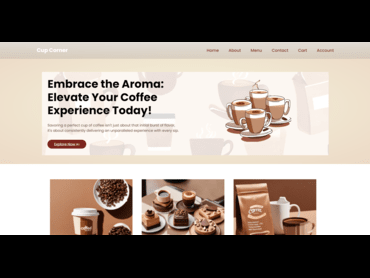 Cup Corner
Home About Menu Contact Cart Account
Embrace the Aroma:
Elevate Your Coffee
Experience Today!
Savoring a perfect cup of coffee isn't just about that initial burst of flavor,
it's about consistently delivering an unparalleled experience with every sip.
Explore Now
coffee